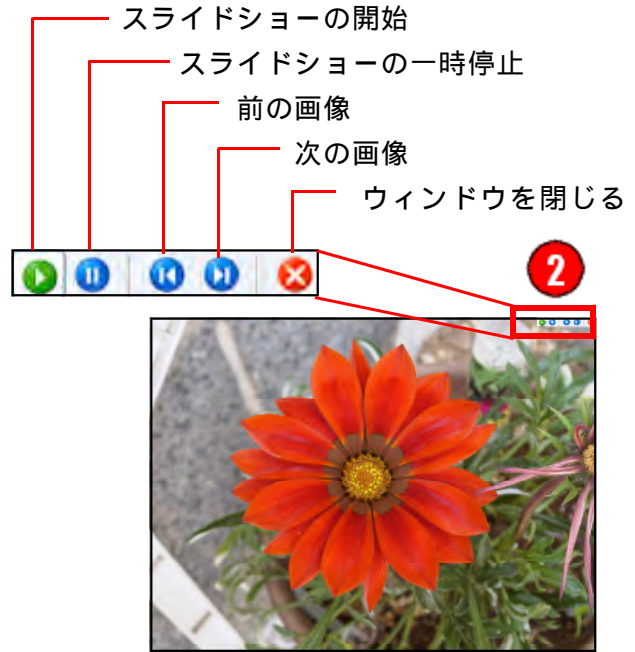 スライドショーの開始
スライドショーの一時停止
前の画像
次の画像
ウィンドウを閉じる
2